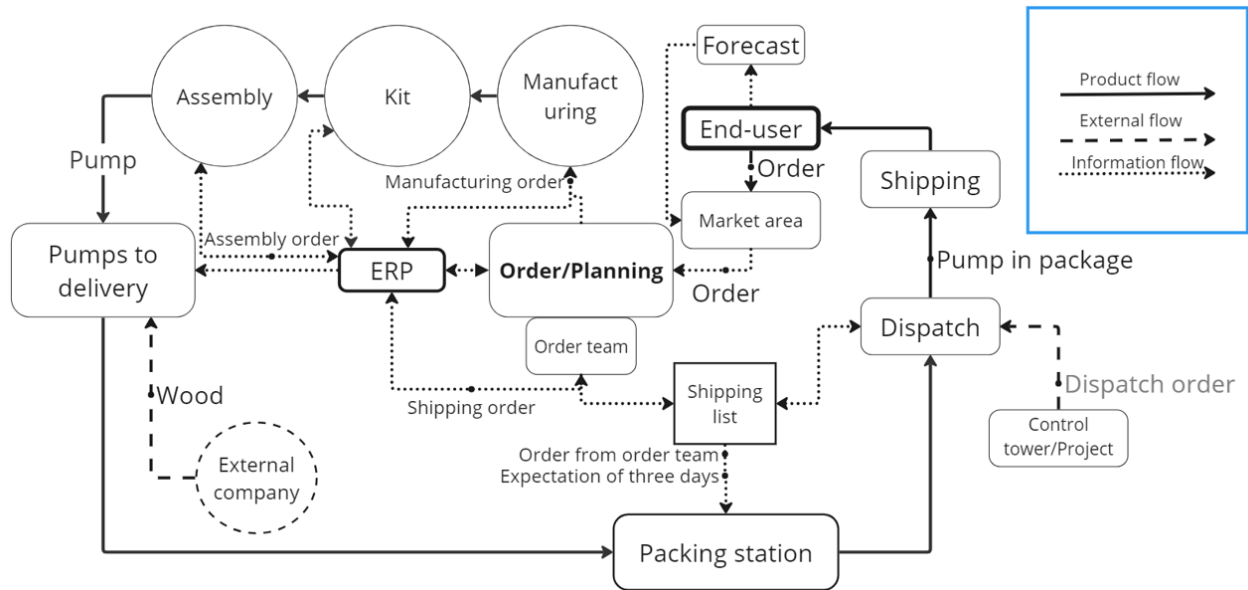 Forecast
Product flow
External flow
Information flow
Assembly
Kit
Manufact
uring
End-user
Order
Pump
Manufacturing order
Shipping
Market area
Assembly order
Pumps to
delivery
ERP
Order/Planning
Order
Pump in package
Dispatch
Order team
Wood
Shipping order
Shipping
list
Dispatch order
Control
tower/Project
Order from order team
Expectation of three days
External
company
Packing station